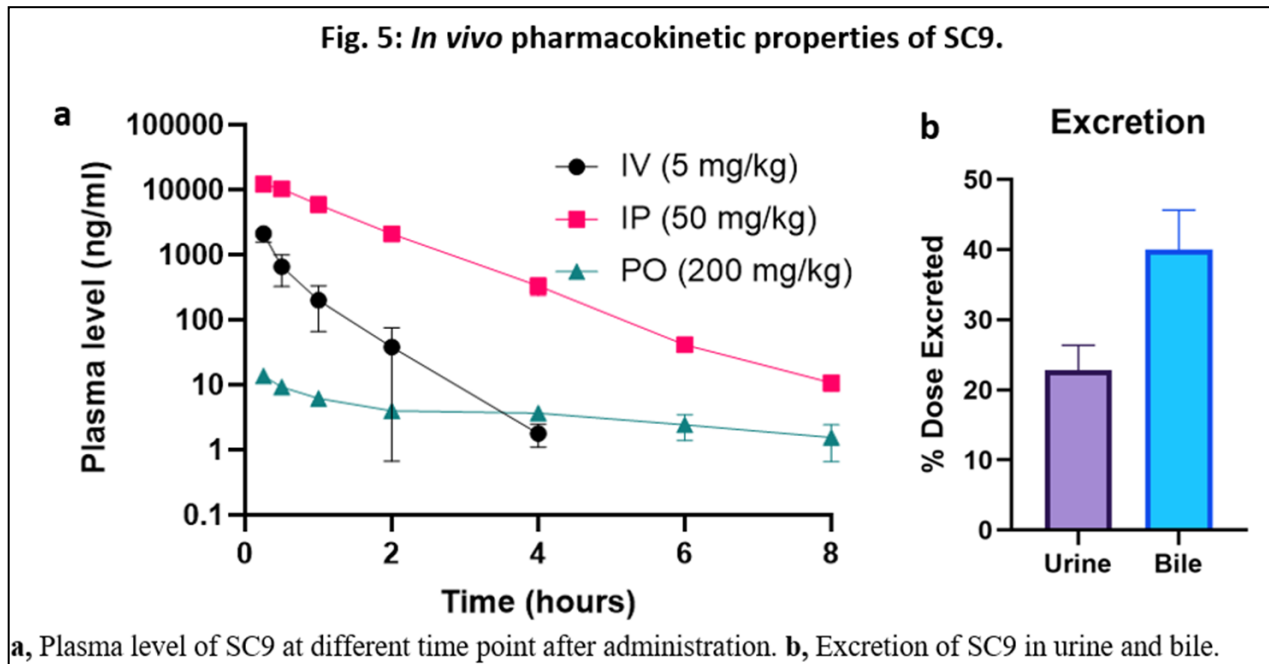 Fig. 5: In vivo pharmacokinetic properties of SC9.
a
Plasma level (ng/ml)
100000
10000
1000
100
10
1
0.1
0
2
4
6
8
Time (hours)
IV (5 mg/kg)
IP (50 mg/kg)
PO (200 mg/kg)
b
Excretion
% Dose Excreted
50
40
30
20
10
0
Urine
Bile
a, Plasma level of SC9 at different time point after administration. b, Excretion of SC9 in urine and bile.